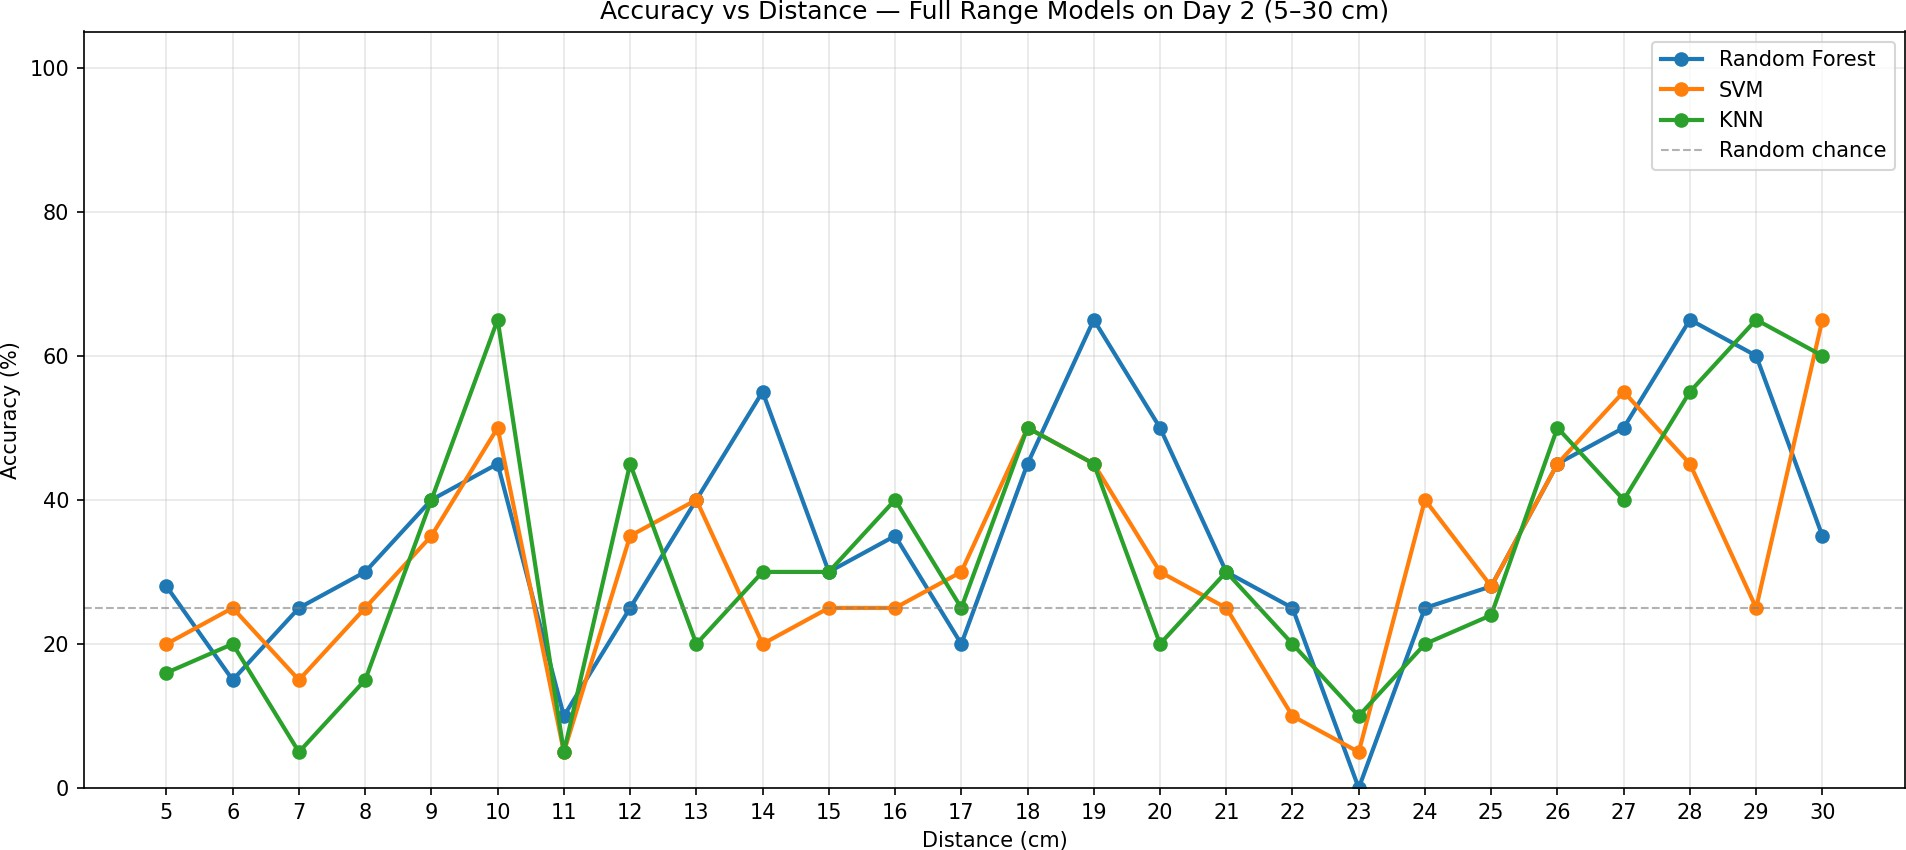 Accuracy vs Distance — Full Range Models on Day 2 (5–30 cm)
Random Forest
SVM
KNN
Random chance
Accuracy (%)
100
80
60
40
20
0
5 6 7 8 9 10 11 12 13 14 15 16 17 18 19 20 21 22 23 24 25 26 27 28 29 30
Distance (cm)